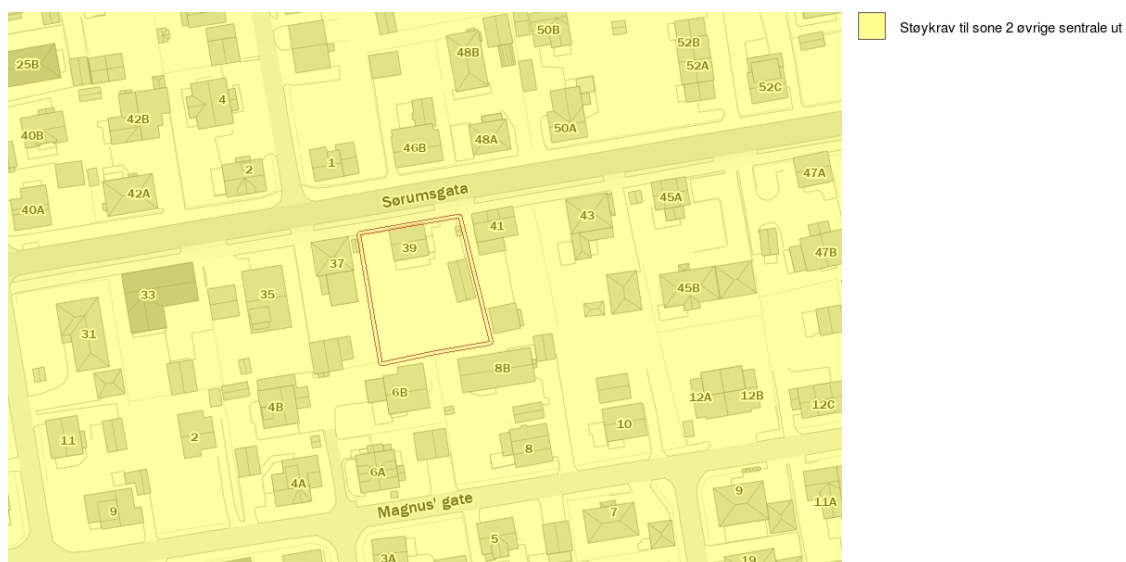 Støykrav til sone 2 øvrige sentrale ut
50B
52B
25B
48B
52A
52C
4
42B
40B
50A
48A
46B
1
2
47A
42A
45A
Sørumsgata
40A
43
41
39
47B
37
45B
33
35
31
8B
6B
12A
12B
12C
4B
10
11
2
8
6A
4A
9
11A
Magnus' gate
9
7
5
3A
19